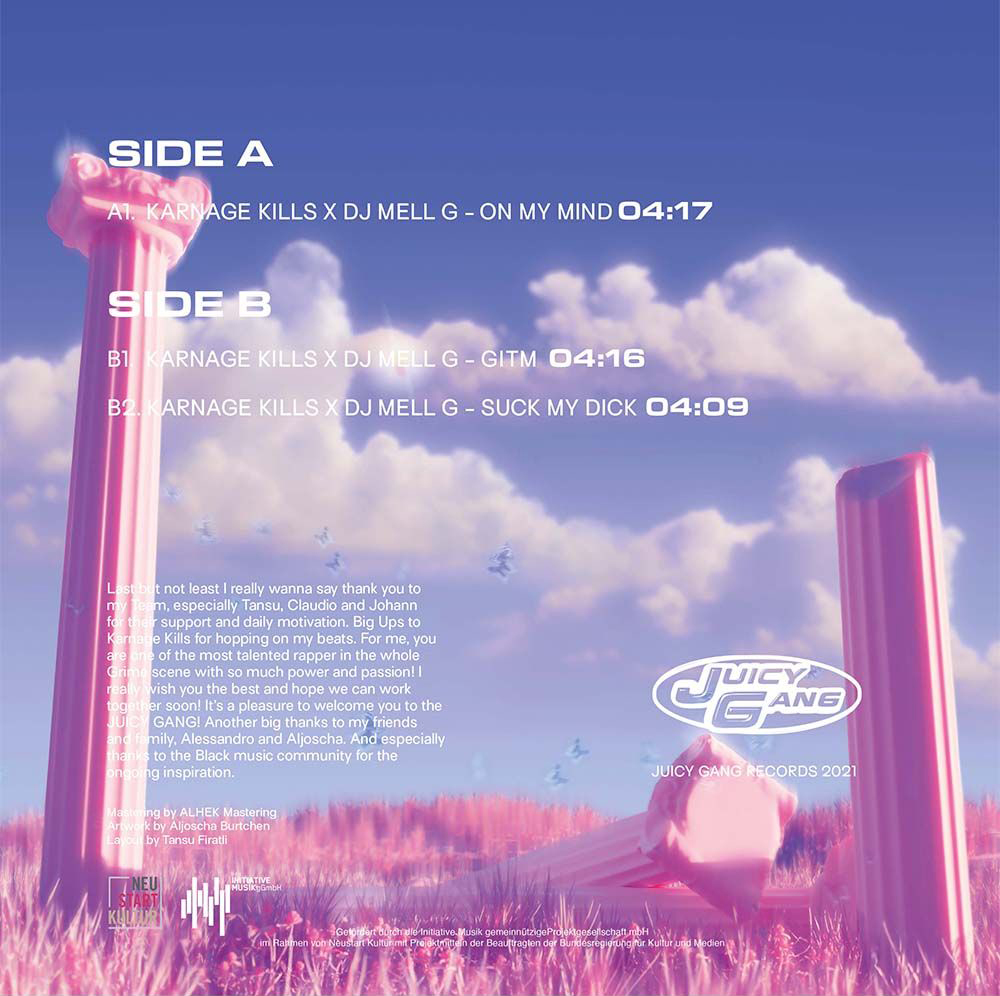 SIDE A
A1. KARNAGE KILLS X DJ MELL G - ON MY MIND 04:17
SIDE B
B1. KARNAGE KILLS X DJ MELL G - GITM 04:16
B2. KARNAGE KILLS X DJ MELL G - SUCK MY DICK 04:09
Last but not least I really wanna say thank you to
my Team, especially Tansu, Claudio and Johann
for their support and daily motivation. Big Ups to
Karnage Kills for hopping on my beats. For me, you
are one of the most talented rapper in the whole
Grime scene with so much power and passion! I
really wish you the best and hope we can work
together soon! It's a pleasure to welcome you to the
JUICY GANG! Another big thanks to my friends
and family, Alessandro and Aljoscha. And especially
thanks to the Black music community for the
ongoing inspiration.
JUICY
GANG
JUICY GANG RECORDS 2021
Mastering by ALHEK Mastering
Artwork by Aljoscha Burtchen
Layout by Tansu Firatli
NEU
START
KULTUR
INITIATIVE
MUSIKgGmbH
Gefördert durch die Initiative Musik gemeinnützigeProjektgesellschaft mbH
im Rahmen von Neustart Kultur mit Projektmitteln der Beauftragten der Bundesregierung für Kultur und Medien